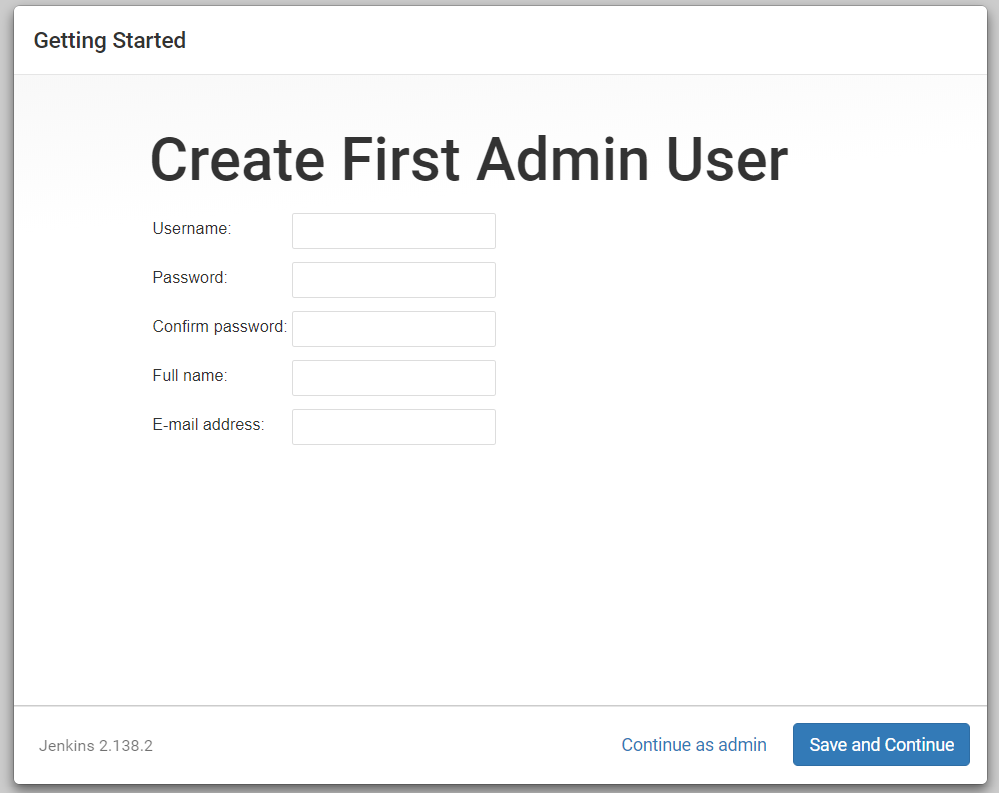 Getting Started
Create First Admin User
Username:
Password:
Confirm password:
Full name:
E-mail address:
Jenkins 2.138.2
Continue as admin
Save and Continue